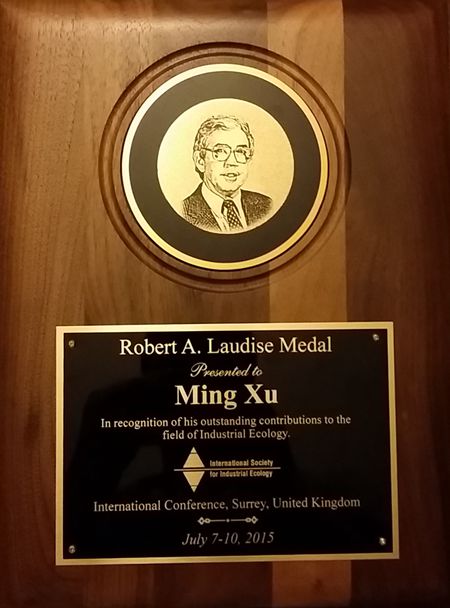 Robert A. Laudise Medal
Presented to
Ming Xu
In recognition of his outstanding contributions to the
field of Industrial Ecology.
International Society
for Industrial Ecology
International Conference, Surrey, United Kingdom
July 7-10, 2015